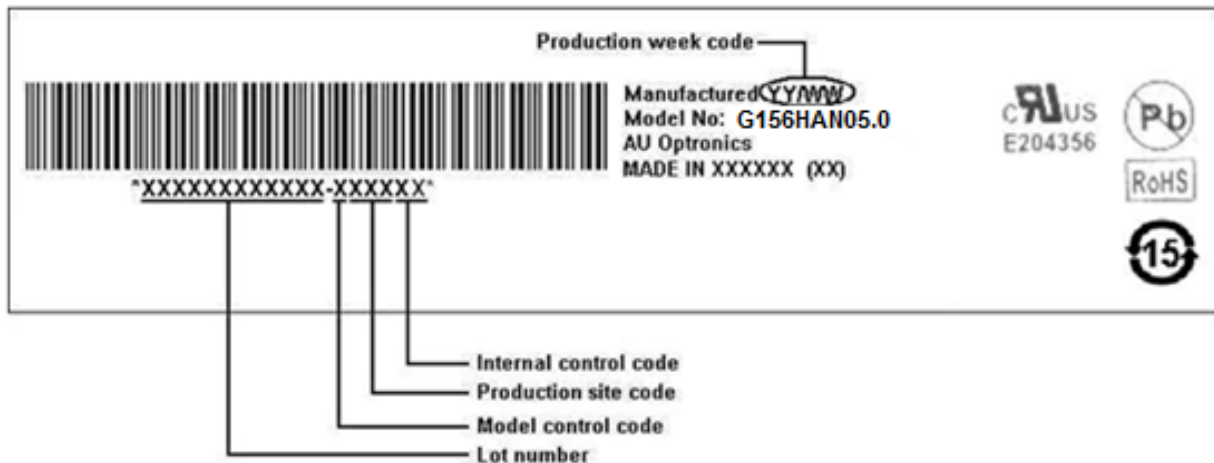 Production week code
Manufactured YY/WW
Model No: G156HAN05.0
AU Optronics
MADE IN XXXXXX (XX)
*XXXXXXXXXXXX-XXXXXX*
c RU US
E204356
Pb
RoHS
15
Internal control code
Production site code
Model control code
Lot number